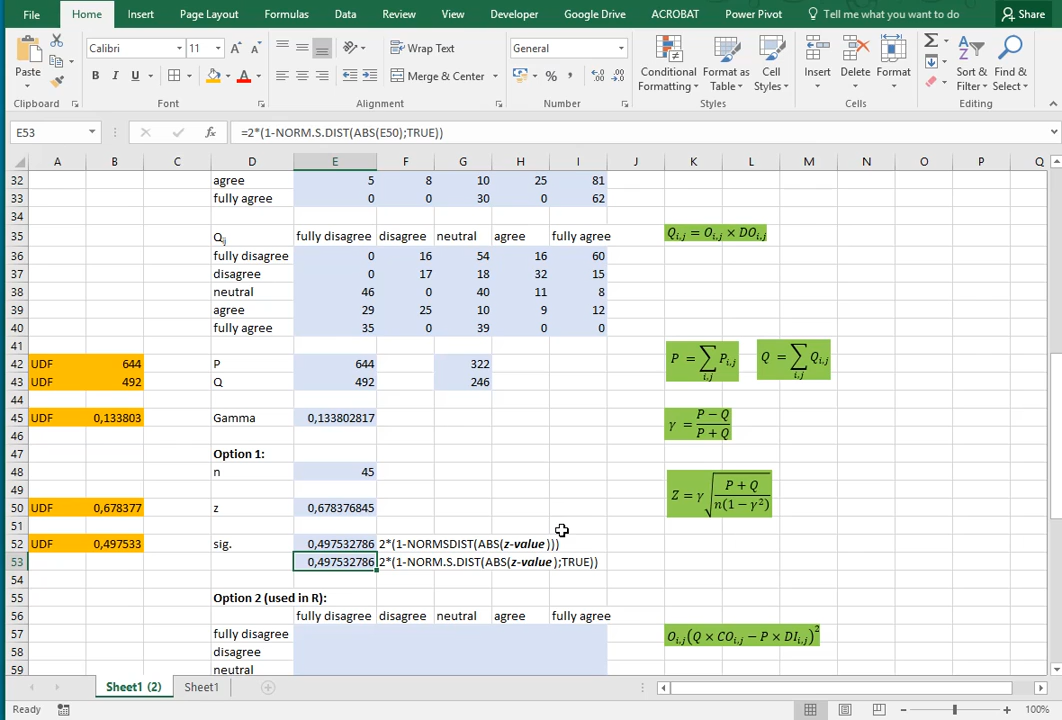 File Home Insert Page Layout Formulas Data Review View Developer Google Drive ACROBAT Power Pivot Tell me what you want to do Share
Calibri 11 Wrap Text General
Paste B I U Merge & Center % Conditional Formatting Format as Table Cell Styles Insert Delete Format Sort & Filter Find & Select
Clipboard Font Alignment Number Styles Cells Editing
E53 fx =2*(1-NORM.S.DIST(ABS(E50);TRUE))
A B C D E F G H I J K L M N O P Q
32 agree 5 8 10 25 81
33 fully agree 0 0 30 0 62
34
35 Qij fully disagree disagree neutral agree fully agree Q_{i,j} = O_{i,j} × DO_{i,j}
36 fully disagree 0 16 54 16 60
37 disagree 0 17 18 32 15
38 neutral 46 0 40 11 8
39 agree 29 25 10 9 12
40 fully agree 35 0 39 0 0
41
42 UDF 644 P 644 322 P = ∑_{i,j} P_{i,j} Q = ∑_{i,j} Q_{i,j}
43 UDF 492 Q 492 246
44
45 UDF 0,133803 Gamma 0,133802817 γ = (P − Q)/(P + Q)
46
47 Option 1:
48 n 45
49 Z = γ √((P + Q)/(n(1 − γ²)))
50 UDF 0,678377 z 0,678376845
51
52 UDF 0,497533 sig. 0,497532786 2*(1-NORMSDIST(ABS(z-value)))
53 0,497532786 2*(1-NORM.S.DIST(ABS(z-value);TRUE))
54
55 Option 2 (used in R):
56 fully disagree disagree neutral agree fully agree
57 fully disagree O_{i,j}(Q × CO_{i,j} − P × DI_{i,j})²
58 disagree
59 neutral
Sheet1 (2) Sheet1
Ready 100%